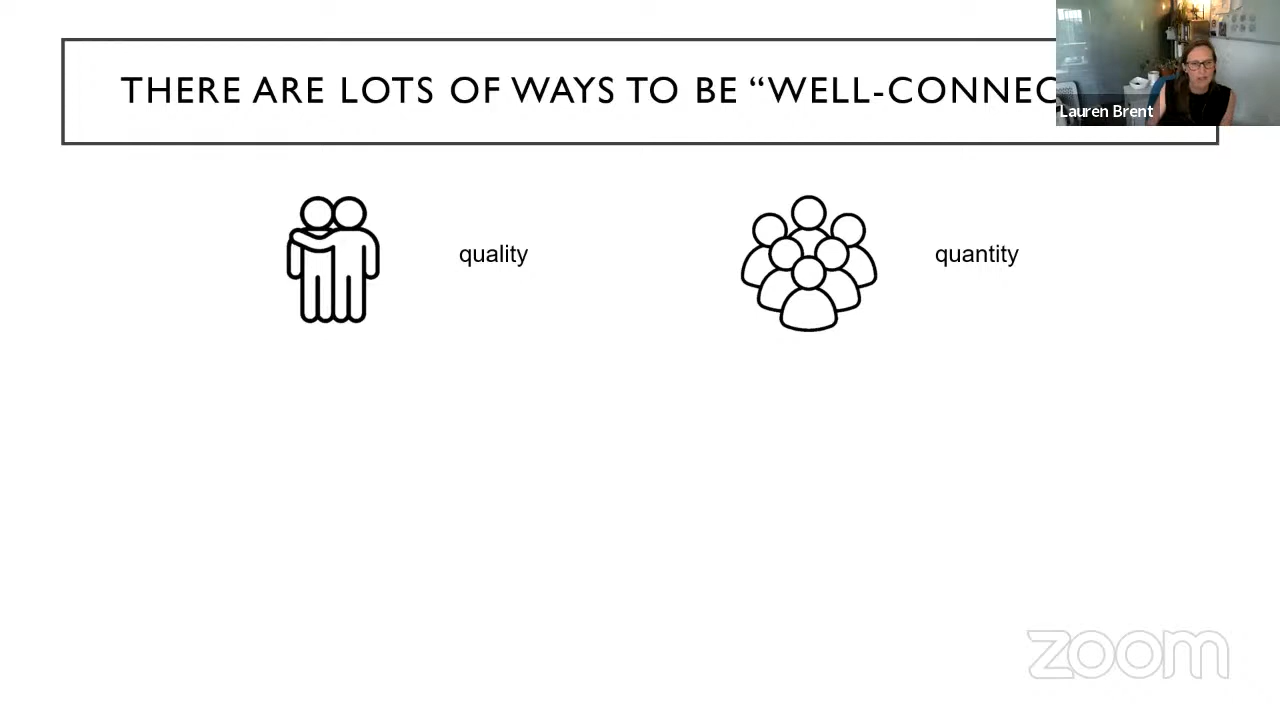 THERE ARE LOTS OF WAYS TO BE “WELL-CONNEC
Lauren Brent
quality
quantity
zoom